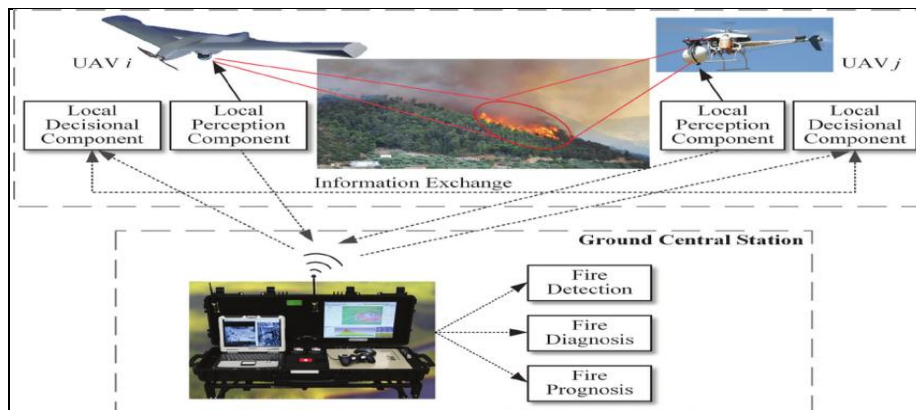 UAV i
UAV j
Local
Decisional
Component
Local
Perception
Component
Local
Perception
Component
Local
Decisional
Component
Information Exchange
Ground Central Station
Fire
Detection
Fire
Diagnosis
Fire
Prognosis